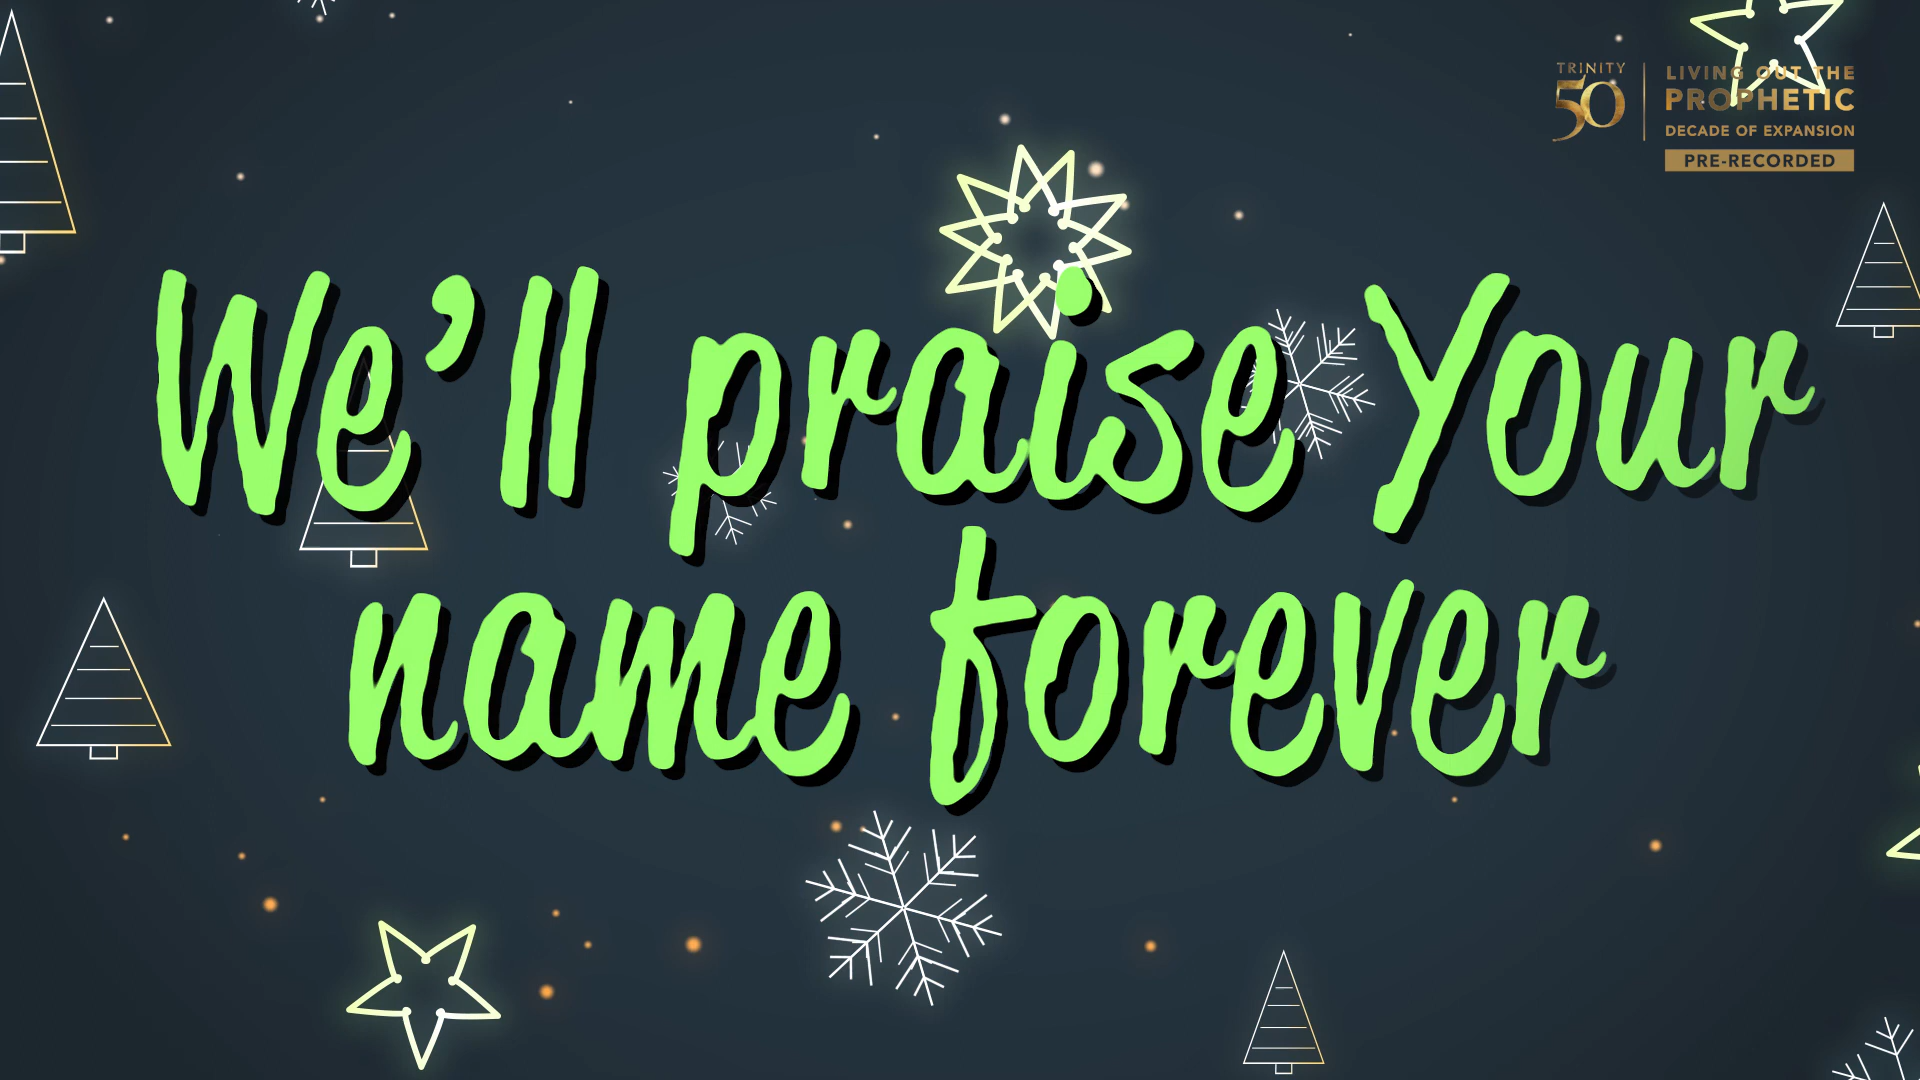 TRINITY
50
LIVING OUT THE
PROPHETIC
DECADE OF EXPANSION
PRE-RECORDED
We'll praise Your
name forever